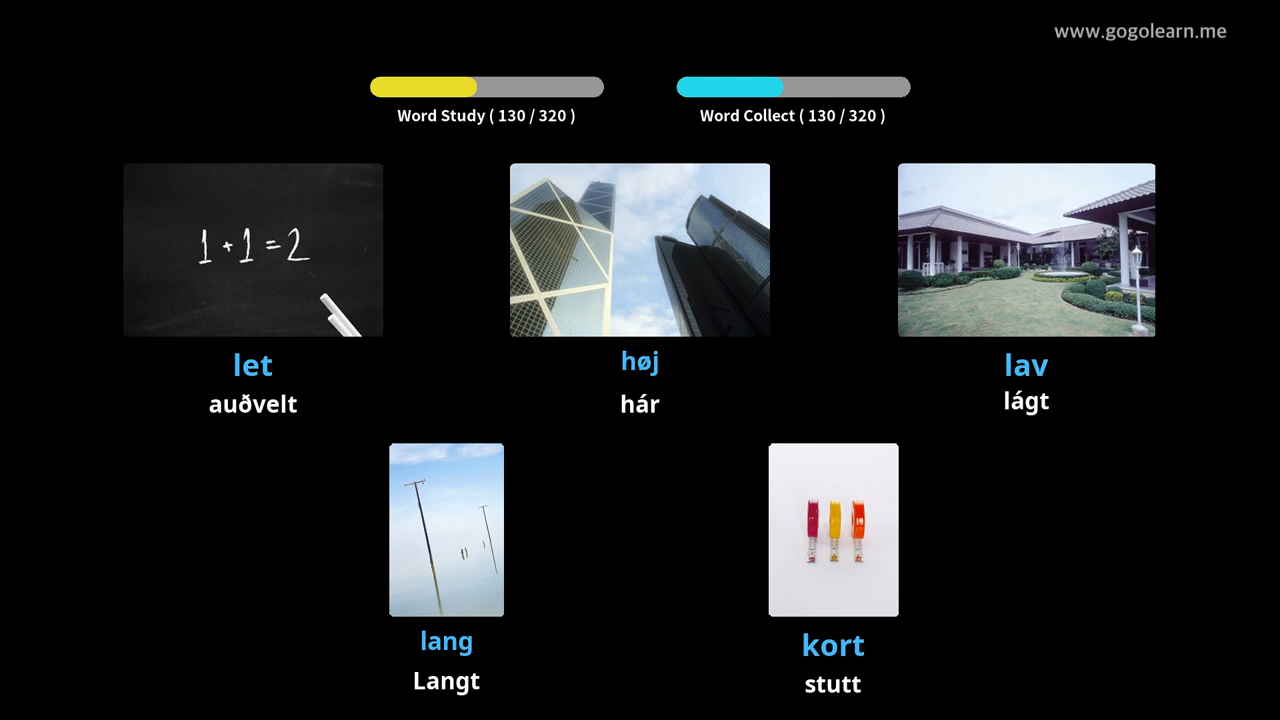 www.gogolearn.me
Word Study ( 130 / 320 )
Word Collect ( 130 / 320 )
1 + 1 = 2
let
høj
lav
auðvelt
hár
lágt
lang
kort
Langt
stutt